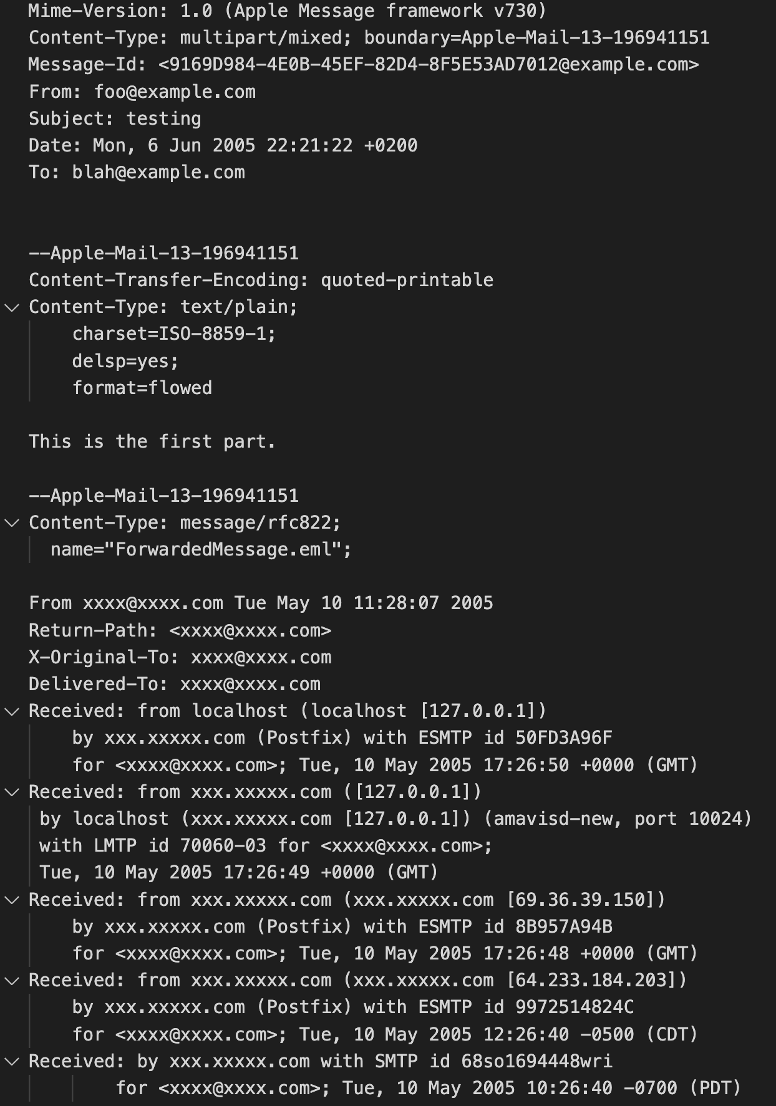 Mime-Version: 1.0 (Apple Message framework v730)
Content-Type: multipart/mixed; boundary=Apple-Mail-13-196941151
Message-Id: <9169D984-4E0B-45EF-82D4-8F5E53AD7012@example.com>
From: foo@example.com
Subject: testing
Date: Mon, 6 Jun 2005 22:21:22 +0200
To: blah@example.com
--Apple-Mail-13-196941151
Content-Transfer-Encoding: quoted-printable
Content-Type: text/plain;
charset=ISO-8859-1;
delsp=yes;
format=flowed
This is the first part.
--Apple-Mail-13-196941151
Content-Type: message/rfc822;
name="ForwardedMessage.eml";
From xxxx@xxxx.com Tue May 10 11:28:07 2005
Return-Path: <xxxx@xxxx.com>
X-Original-To: xxxx@xxxx.com
Delivered-To: xxxx@xxxx.com
Received: from localhost (localhost [127.0.0.1])
by xxx.xxxxx.com (Postfix) with ESMTP id 50FD3A96F
for <xxxx@xxxx.com>; Tue, 10 May 2005 17:26:50 +0000 (GMT)
Received: from xxx.xxxxx.com ([127.0.0.1])
by localhost (xxx.xxxxx.com [127.0.0.1]) (amavisd-new, port 10024)
with LMTP id 70060-03 for <xxxx@xxxx.com>;
Tue, 10 May 2005 17:26:49 +0000 (GMT)
Received: from xxx.xxxxx.com (xxx.xxxxx.com [69.36.39.150])
by xxx.xxxxx.com (Postfix) with ESMTP id 8B957A94B
for <xxxx@xxxx.com>; Tue, 10 May 2005 17:26:48 +0000 (GMT)
Received: from xxx.xxxxx.com (xxx.xxxxx.com [64.233.184.203])
by xxx.xxxxx.com (Postfix) with ESMTP id 9972514824C
for <xxxx@xxxx.com>; Tue, 10 May 2005 12:26:40 -0500 (CDT)
Received: by xxx.xxxxx.com with SMTP id 68so1694448wri
for <xxxx@xxxx.com>; Tue, 10 May 2005 10:26:40 -0700 (PDT)